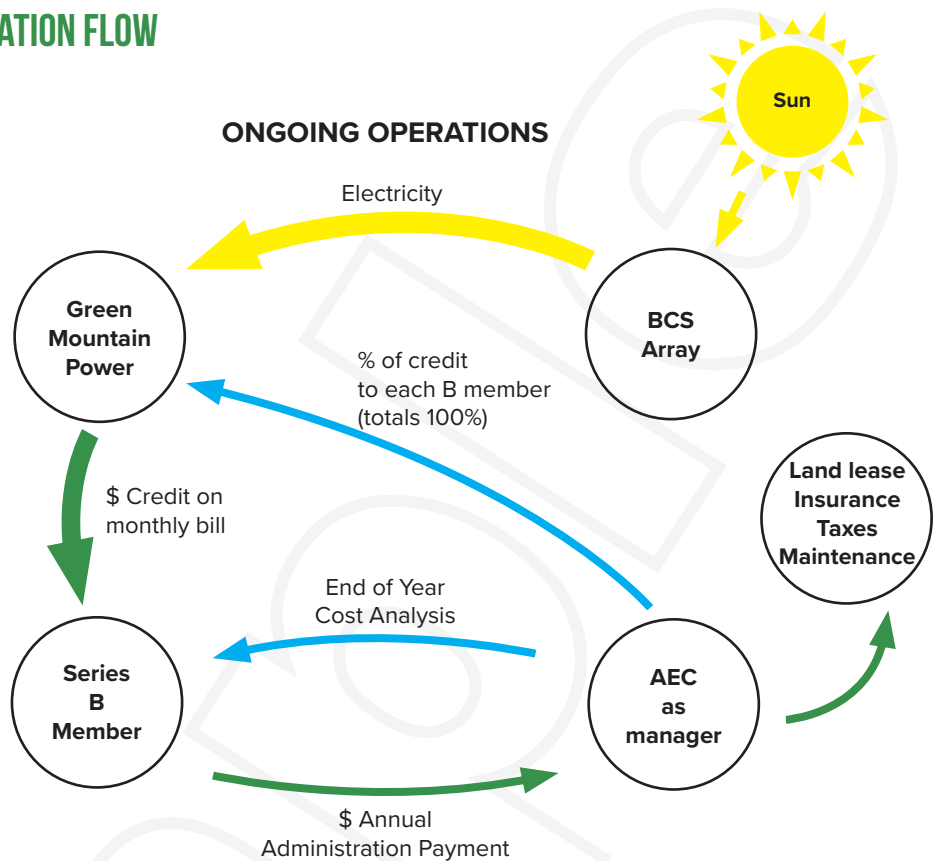 ATION FLOW
Sun
ONGOING OPERATIONS
Electricity
Green
Mountain
Power
BCS
Array
% of credit
to each B member
(totals 100%)
Land lease
Insurance
Taxes
Maintenance
$ Credit on
monthly bill
End of Year
Cost Analysis
Series
B
Member
AEC
as
manager
$ Annual
Administration Payment